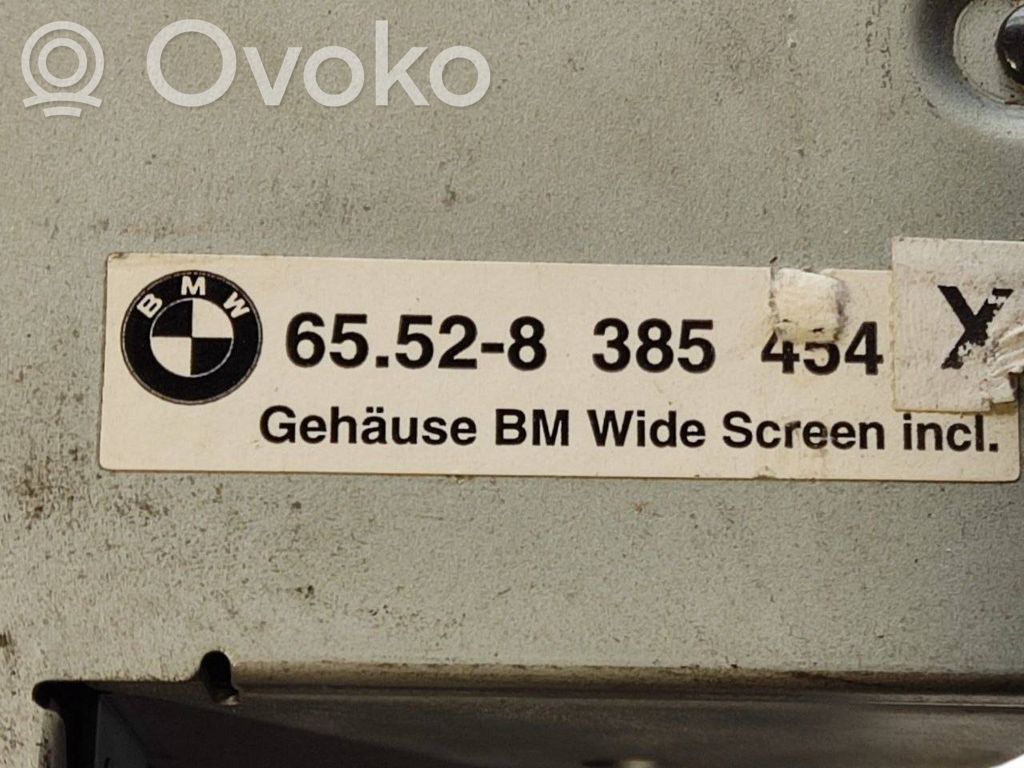 Ovoko
BMW
65.52-8 385 454 X
Gehäuse BM Wide Screen incl.